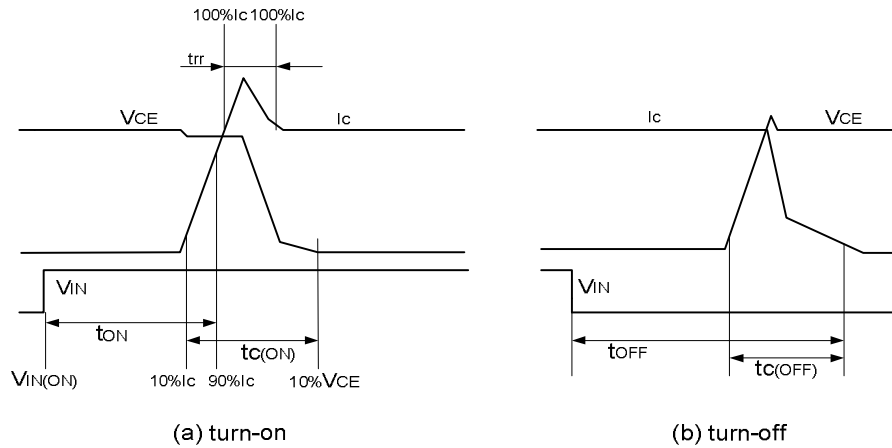 100%Ic 100%Ic
trr
VCE Ic
Ic VCE
VIN
VIN
tON
tOFF
tC(ON)
tC(OFF)
VIN(ON) 10%Ic 90%Ic 10%VCE
(a) turn-on
(b) turn-off